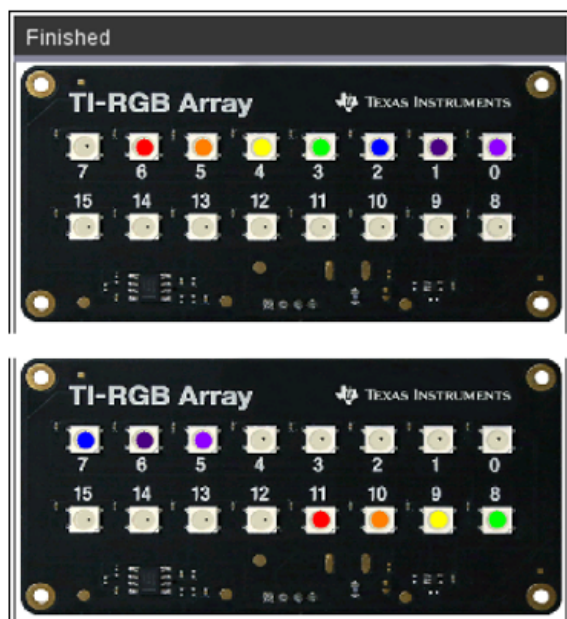 Finished
TI-RGB Array TEXAS INSTRUMENTS
7 6 5 4 3 2 1 0
15 14 13 12 11 10 9 8
TI-RGB Array TEXAS INSTRUMENTS
7 6 5 4 3 2 1 0
15 14 13 12 11 10 9 8